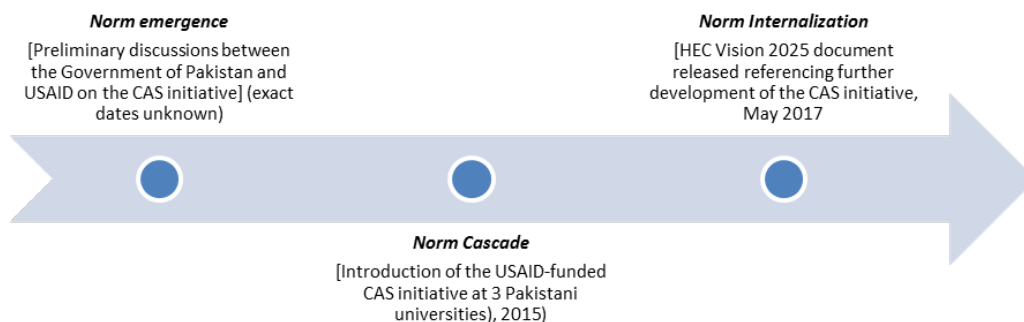 Norm emergence
[Preliminary discussions between
the Government of Pakistan and
USAID on the CAS initiative] (exact
dates unknown)
Norm Cascade
[Introduction of the USAID-funded
CAS initiative at 3 Pakistani
universities), 2015)
Norm Internalization
[HEC Vision 2025 document
released referencing further
development of the CAS initiative,
May 2017